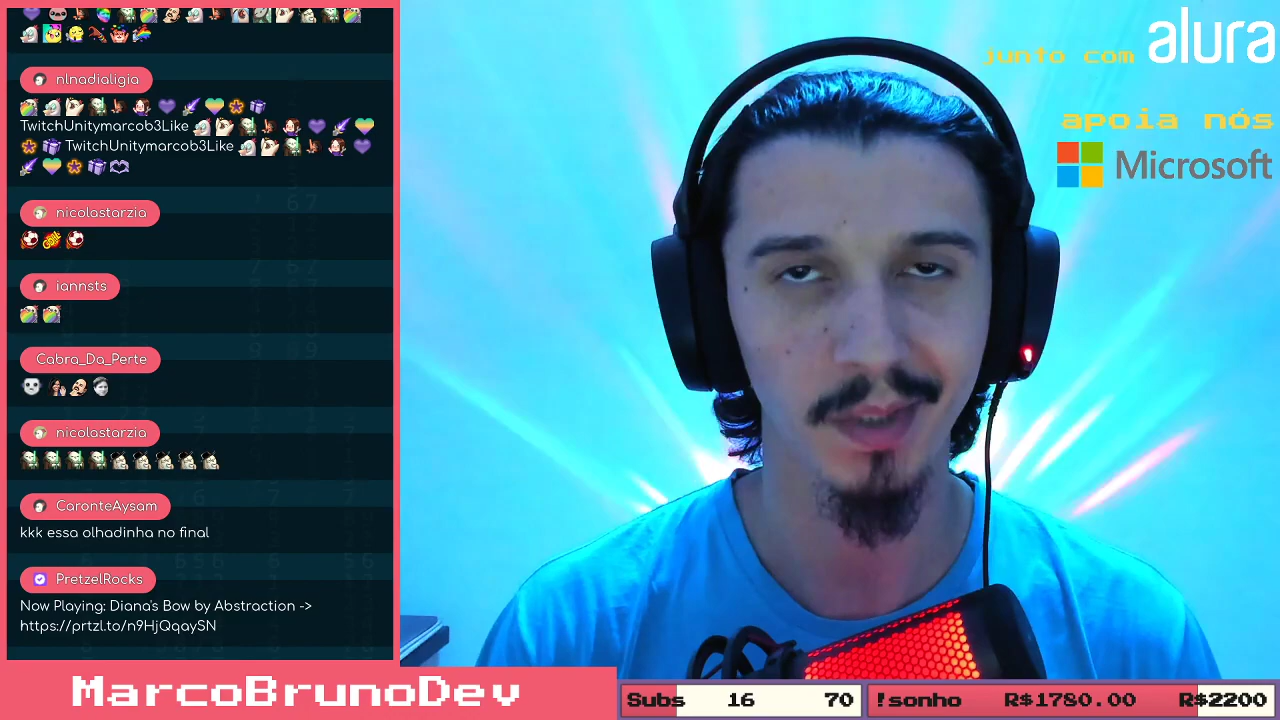 nlnadialigia
TwitchUnitymarcob3Like
TwitchUnitymarcob3Like
nicolastarzia
iannsts
Cabra_Da_Perte
nicolastarzia
CaronteAysam
kkk essa olhadinha no final
PretzelRocks
Now Playing: Diana's Bow by Abstraction ->
https://prtzl.to/n9HjQqaySN
junto com alura
apoia nós
Microsoft
MarcoBrunoDev
Subs 16 70
!sonho R$1780.00 R$2200